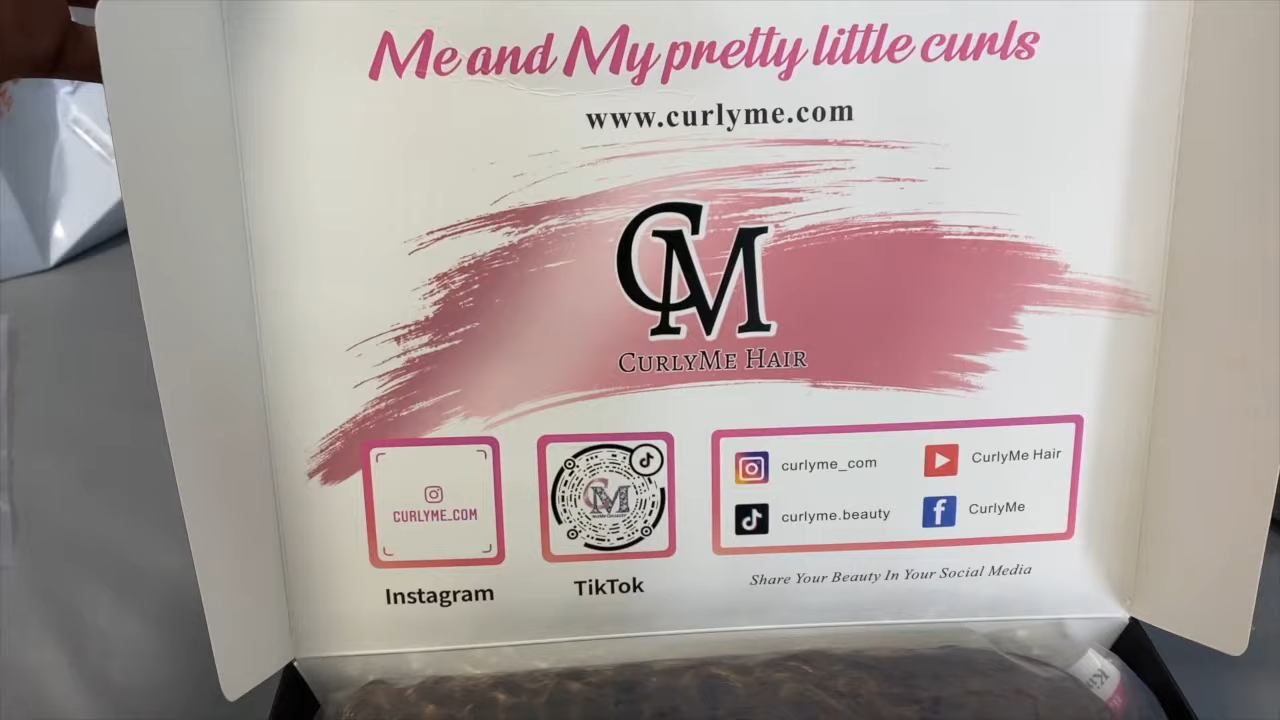 Me and My pretty little curls
www.curlyme.com
CM
CURLYME HAIR
CURLYME_COM
CM
Instagram
TikTok
curlyme_com
CurlyMe Hair
curlyme.beauty
CurlyMe
Share Your Beauty In Your Social Media